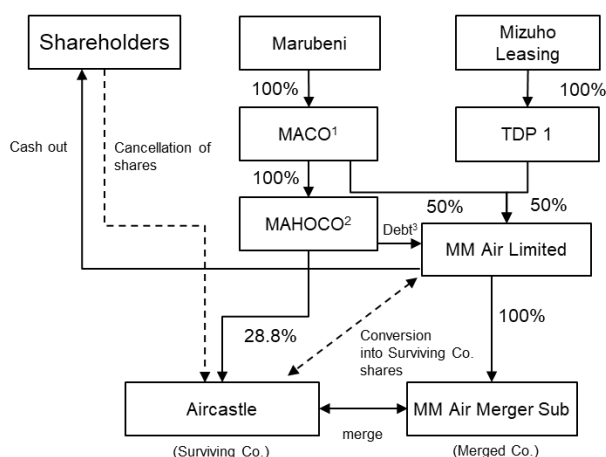 Shareholders
Marubeni
Mizuho
Leasing
100%
100%
Cash out
Cancellation of
shares
MACO¹
TDP 1
100%
50%
50%
MAHOCO²
Debt³
MM Air Limited
28.8%
Conversion
into Surviving Co.
shares
100%
Aircastle
merge
MM Air Merger Sub
(Surviving Co.)
(Merged Co.)